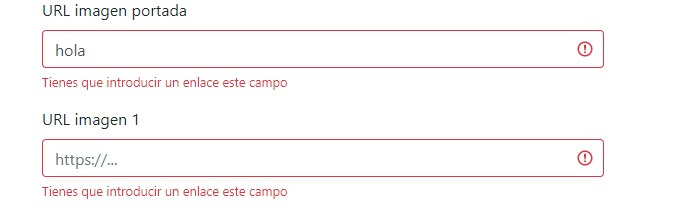 URL imagen portada
hola
Tienes que introducir un enlace este campo
URL imagen 1
https://...
Tienes que introducir un enlace este campo